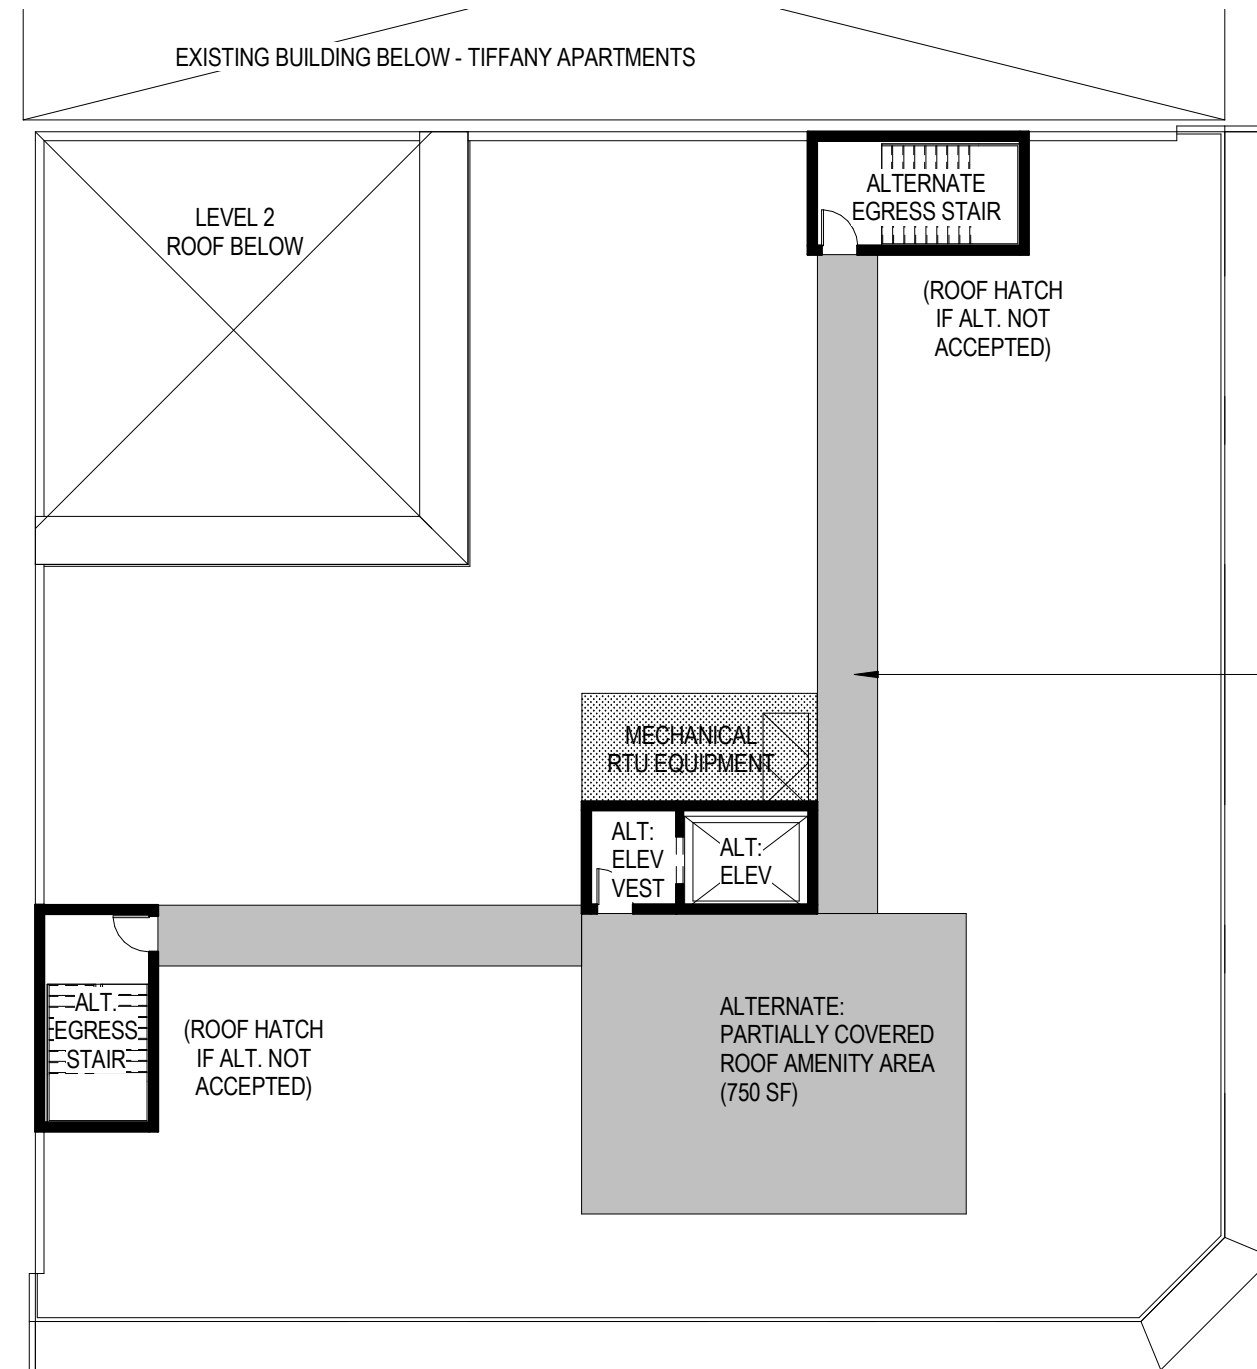 EXISTING BUILDING BELOW - TIFFANY APARTMENTS
LEVEL 2
ROOF BELOW
ALTERNATE
EGRESS STAIR
(ROOF HATCH
IF ALT. NOT
ACCEPTED)
MECHANICAL
RTU EQUIPMENT
ALT:
ELEV
VEST
ALT:
ELEV
ALT.
EGRESS
STAIR
(ROOF HATCH
IF ALT. NOT
ACCEPTED)
ALTERNATE:
PARTIALLY COVERED
ROOF AMENITY AREA
(750 SF)